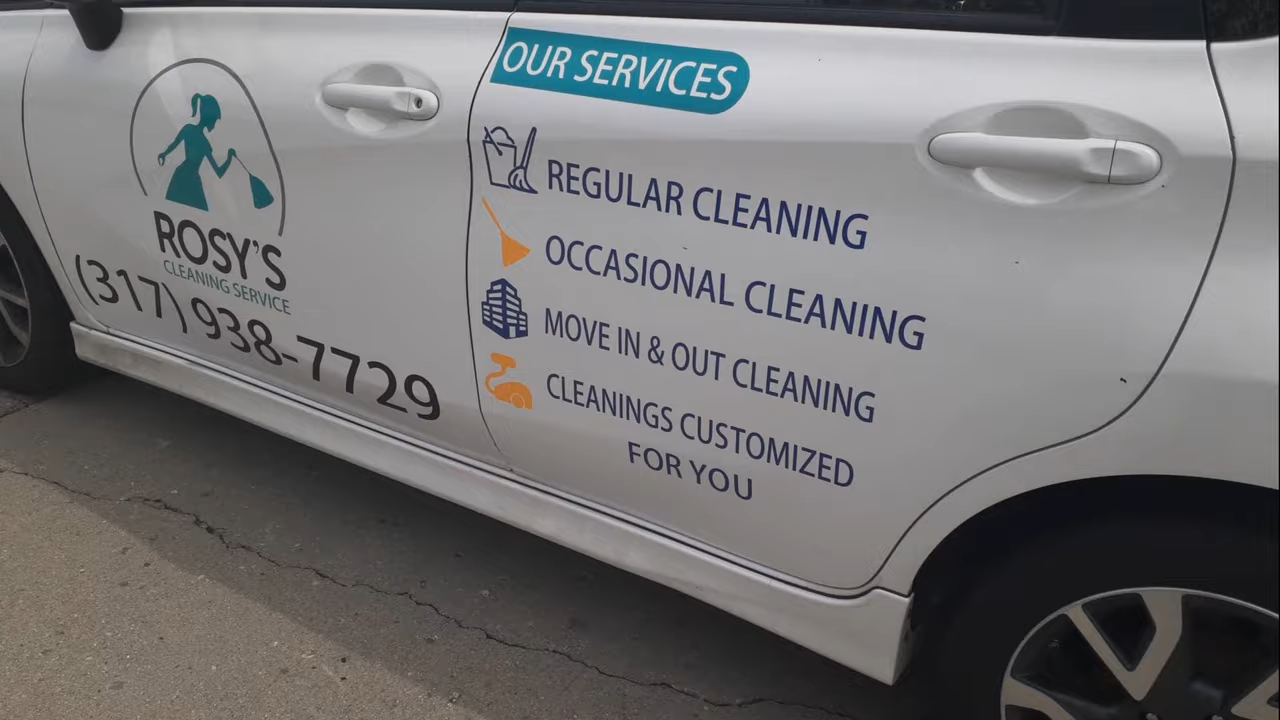 ROSY'S
CLEANING SERVICE
(317) 938-7729
OUR SERVICES
REGULAR CLEANING
OCCASIONAL CLEANING
MOVE IN & OUT CLEANING
CLEANINGS CUSTOMIZED
FOR YOU